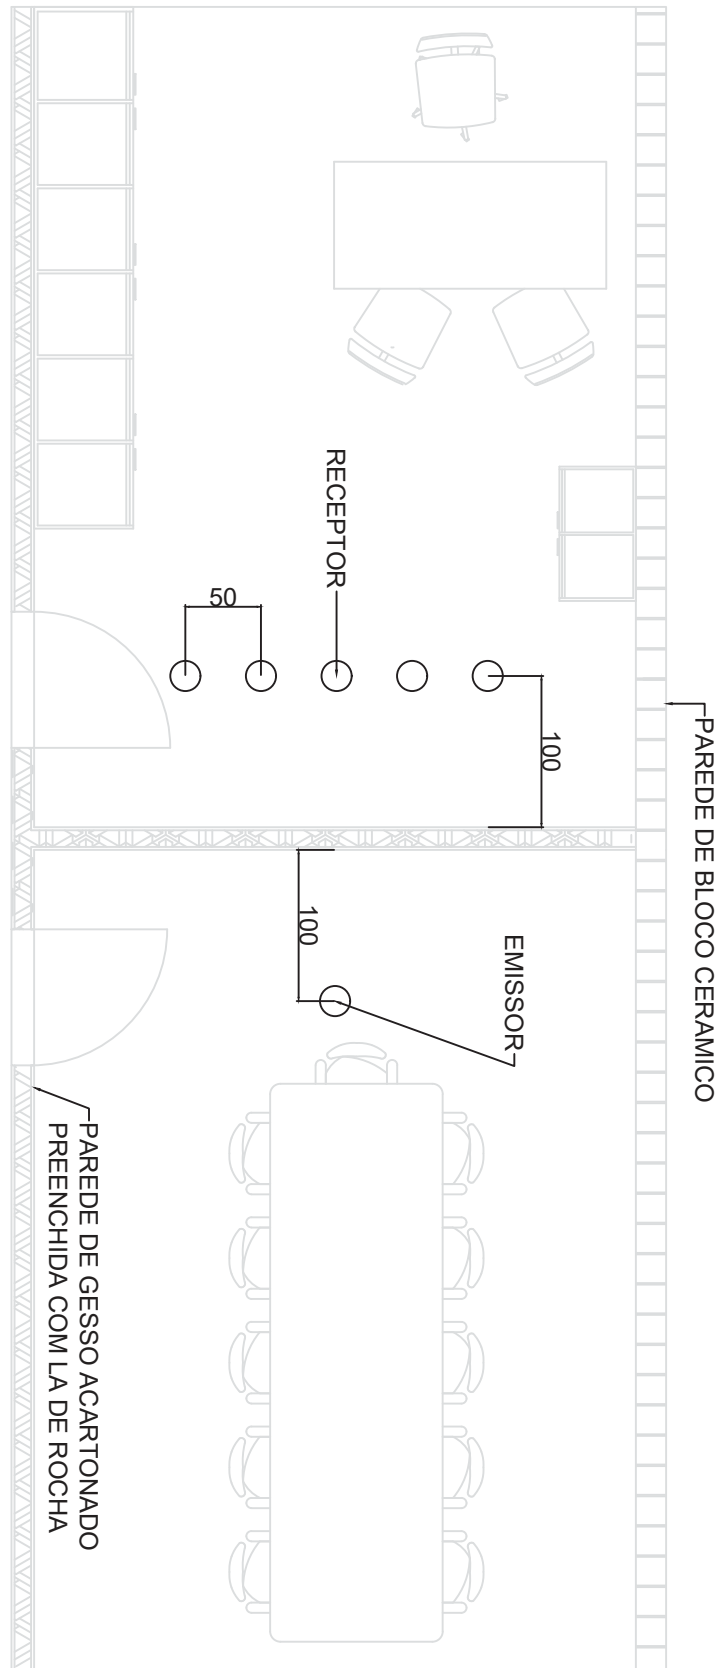 PAREDE DE BLOCO CERAMICO
RECEPTOR
50
100
100
EMISSOR
PAREDE DE GESSO ACARTONADO
PREENCHIDA COM LA DE ROCHA